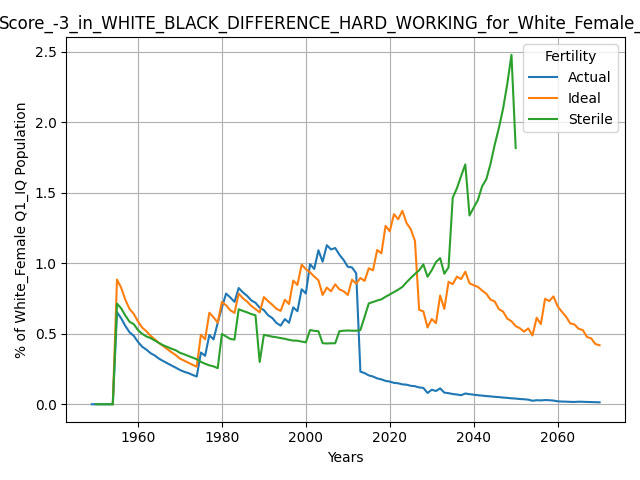 Score_-3_in_WHITE_BLACK_DIFFERENCE_HARD_WORKING_for_White_Female_
Fertility
Actual
Ideal
Sterile
% of White_Female Q1_IQ Population
2.5
2.0
1.5
1.0
0.5
0.0
1960 1980 2000 2020 2040 2060
Years